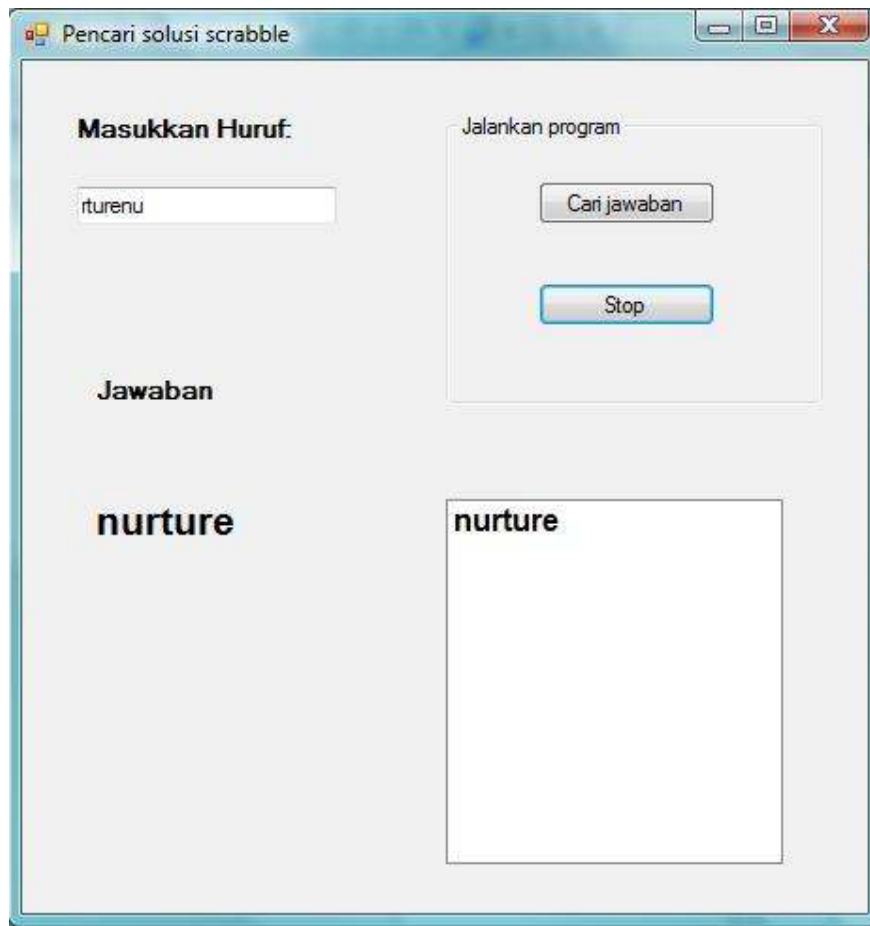 Pencari solusi scrabble
Masukkan Huruf:
rturenu
Jalankan program
Cari jawaban
Stop
Jawaban
nurture
nurture